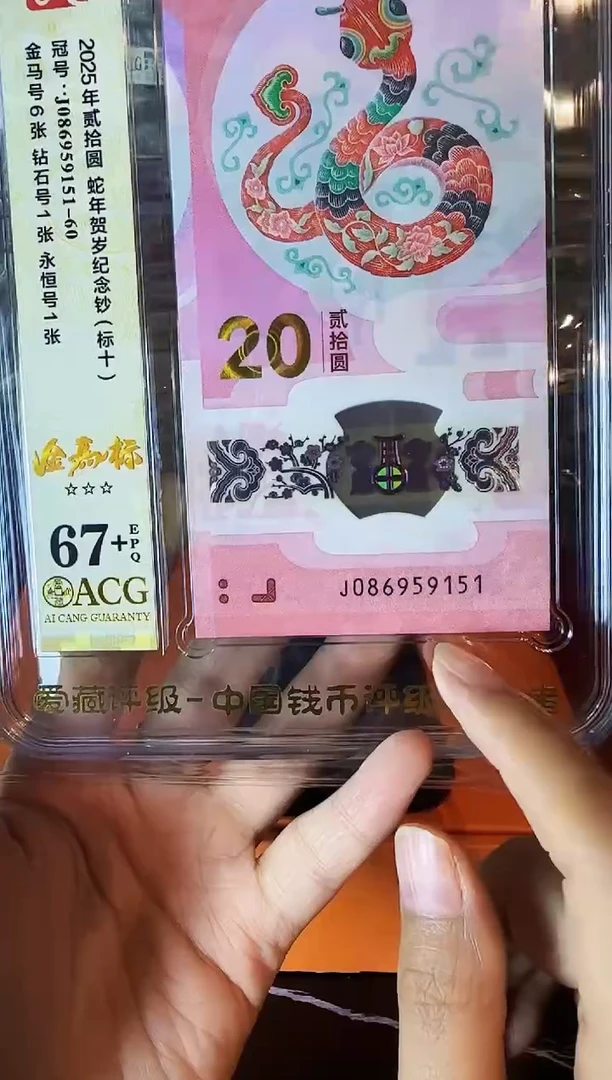 2025年贰拾圆 蛇年贺岁纪念钞(标十)
冠号:J086959151-60
金马号6张 钻石号1张 永恒号1张
金马标
☆☆☆
67+EPQ
ACG
AI CANG GUARANTY
20
贰拾圆
J086959151
爱藏评级-中国钱币评级